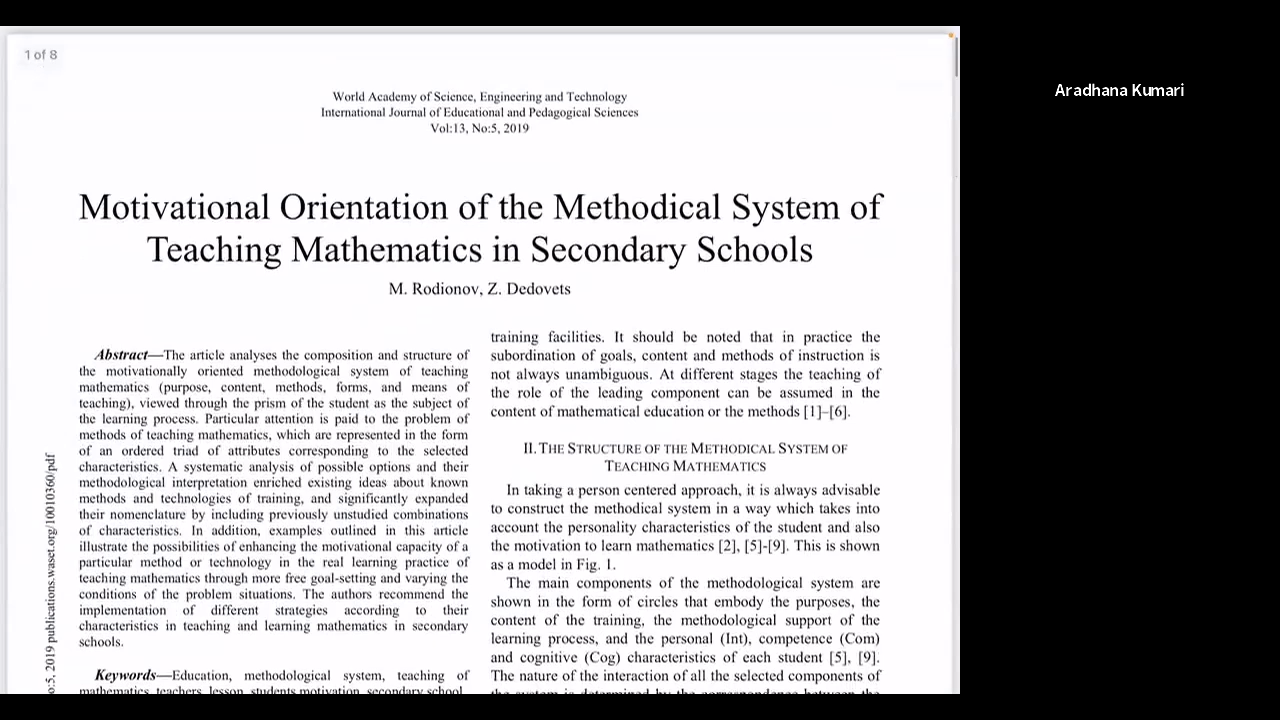 1 of 8
World Academy of Science, Engineering and Technology
International Journal of Educational and Pedagogical Sciences
Vol:13, No:5, 2019
Motivational Orientation of the Methodical System of
Teaching Mathematics in Secondary Schools
M. Rodionov, Z. Dedovets
Abstract—The article analyses the composition and structure of
the motivationally oriented methodological system of teaching
mathematics (purpose, content, methods, forms, and means of
teaching), viewed through the prism of the student as the subject of
the learning process. Particular attention is paid to the problem of
methods of teaching mathematics, which are represented in the form
of an ordered triad of attributes corresponding to the selected
characteristics. A systematic analysis of possible options and their
methodological interpretation enriched existing ideas about known
methods and technologies of training, and significantly expanded
their nomenclature by including previously unstudied combinations
of characteristics. In addition, examples outlined in this article
illustrate the possibilities of enhancing the motivational capacity of a
particular method or technology in the real learning practice of
teaching mathematics through more free goal-setting and varying the
conditions of the problem situations. The authors recommend the
implementation of different strategies according to their
characteristics in teaching and learning mathematics in secondary
schools.
Keywords—Education, methodological system, teaching of
mathematics, teachers, lesson, students motivation, secondary school.
training facilities. It should be noted that in practice the
subordination of goals, content and methods of instruction is
not always unambiguous. At different stages the teaching of
the role of the leading component can be assumed in the
content of mathematical education or the methods [1]–[6].
II. THE STRUCTURE OF THE METHODICAL SYSTEM OF
TEACHING MATHEMATICS
In taking a person centered approach, it is always advisable
to construct the methodical system in a way which takes into
account the personality characteristics of the student and also
the motivation to learn mathematics [2], [5]-[9]. This is shown
as a model in Fig. 1.
The main components of the methodological system are
shown in the form of circles that embody the purposes, the
content of the training, the methodological support of the
learning process, and the personal (Int), competence (Com)
and cognitive (Cog) characteristics of each student [5], [9].
The nature of the interaction of all the selected components of
the system is determined by the correspondence between the
o:5, 2019 publications.waset.org/10010360/pdf
Aradhana Kumari